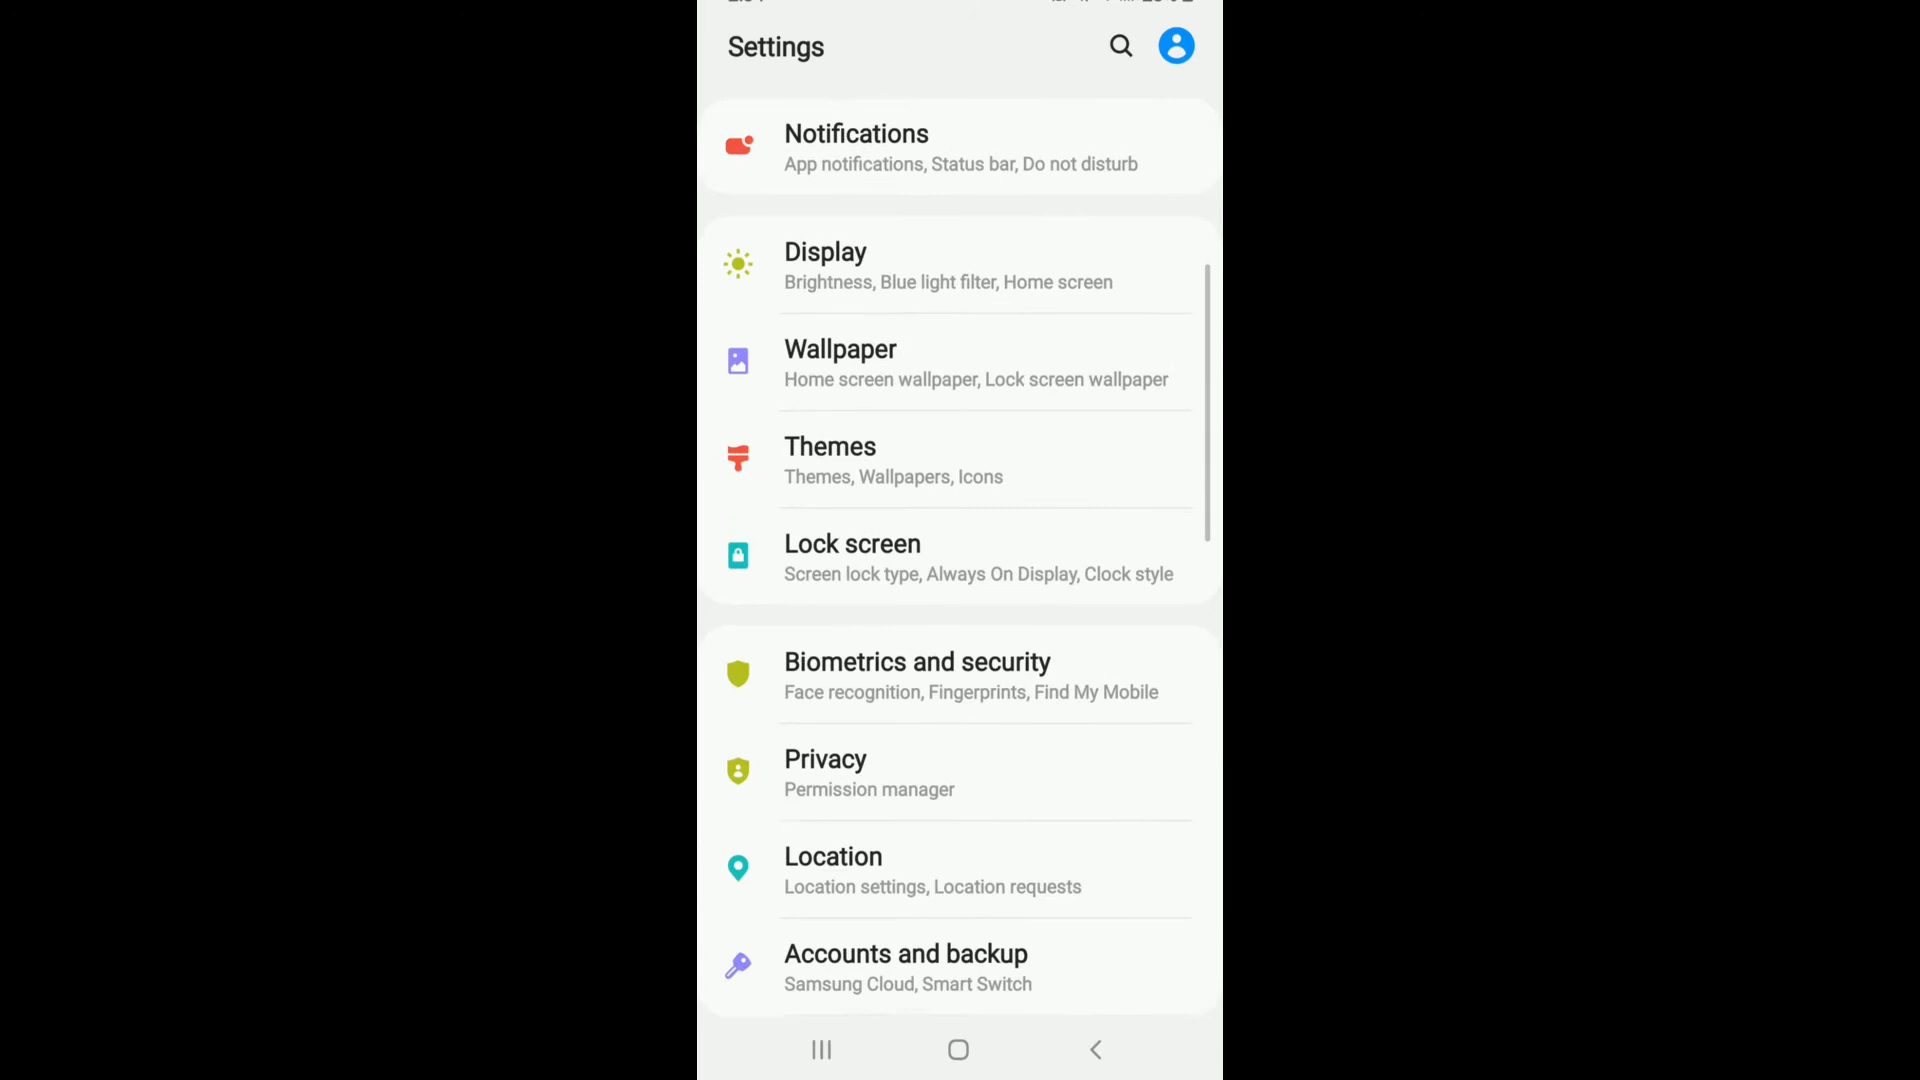 Settings
Notifications
App notifications, Status bar, Do not disturb
Display
Brightness, Blue light filter, Home screen
Wallpaper
Home screen wallpaper, Lock screen wallpaper
Themes
Themes, Wallpapers, Icons
Lock screen
Screen lock type, Always On Display, Clock style
Biometrics and security
Face recognition, Fingerprints, Find My Mobile
Privacy
Permission manager
Location
Location settings, Location requests
Accounts and backup
Samsung Cloud, Smart Switch